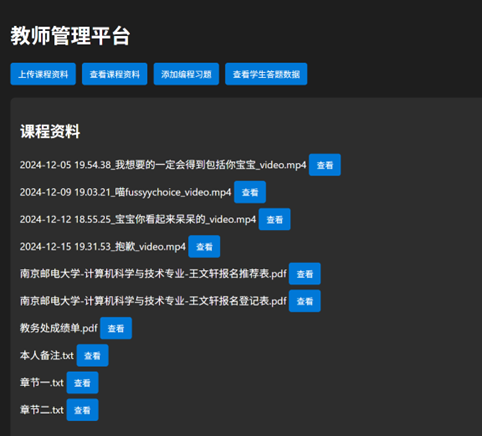 教师管理平台
上传课程资料 查看课程资料 添加编程习题 查看学生答题数据
课程资料
2024-12-05 19.54.38_我想要的一定会得到包括你宝宝_video.mp4 查看
2024-12-09 19.03.21_喵fussyychoice_video.mp4 查看
2024-12-12 18.55.25_宝宝你看起来呆呆的_video.mp4 查看
2024-12-15 19.31.53_抱歉_video.mp4 查看
南京邮电大学-计算机科学与技术专业-王文轩报名推荐表.pdf 查看
南京邮电大学-计算机科学与技术专业-王文轩报名登记表.pdf 查看
教务处成绩单.pdf 查看
本人备注.txt 查看
章节一.txt 查看
章节二.txt 查看